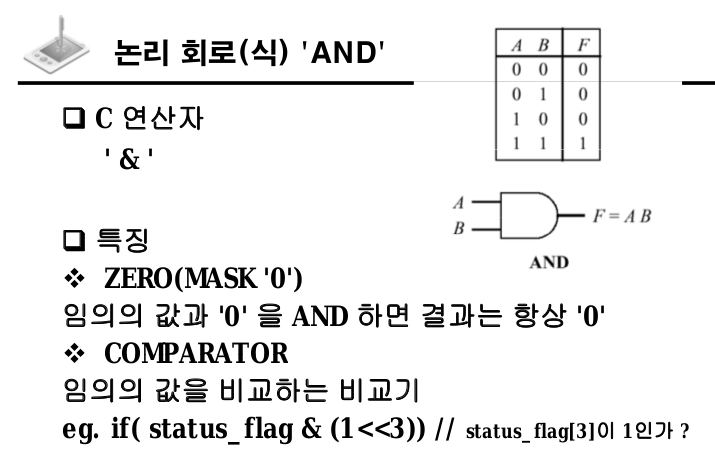 논리 회로(식) 'AND'
A B F
0 0 0
0 1 0
1 0 0
1 1 1
❑ C 연산자
' & '
A
B
F = A B
AND
❑ 특징
❖ ZERO(MASK '0')
임의의 값과 '0' 을 AND 하면 결과는 항상 '0'
❖ COMPARATOR
임의의 값을 비교하는 비교기
eg. if( status_flag & (1<<3)) // status_flag[3]이 1인가 ?